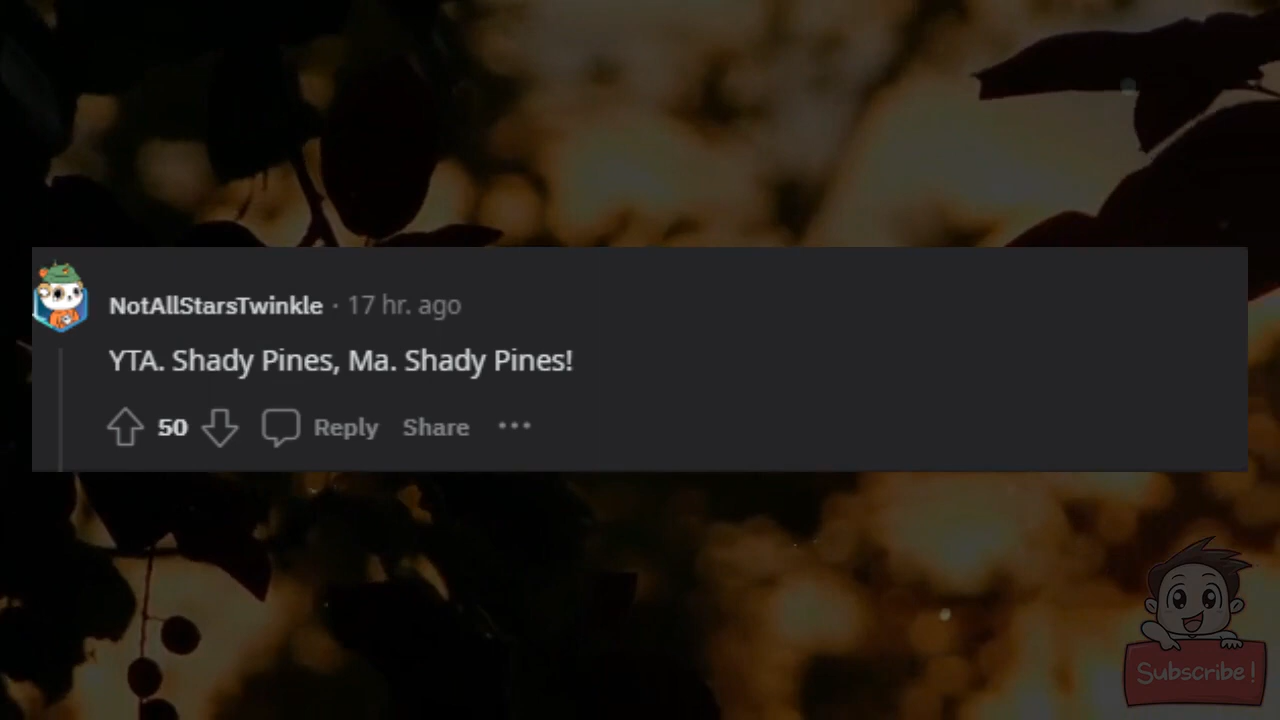 NotAllStarsTwinkle · 17 hr. ago
YTA. Shady Pines, Ma. Shady Pines!
50 Reply Share ...
Subscribe!